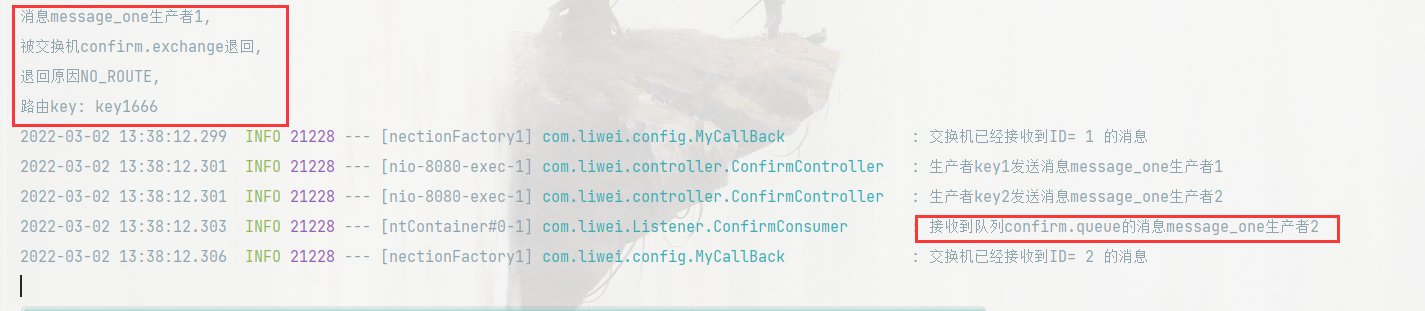 消息message_one生产者1,
被交换机confirm.exchange退回,
退回原因NO_ROUTE,
路由key: key1666
2022-03-02 13:38:12.299  INFO 21228 --- [nectionFactory1] com.liwei.config.MyCallBack              : 交换机已经接收到ID= 1 的消息
2022-03-02 13:38:12.301  INFO 21228 --- [nio-8080-exec-1] com.liwei.controller.ConfirmController   : 生产者key1发送消息message_one生产者1
2022-03-02 13:38:12.301  INFO 21228 --- [nio-8080-exec-1] com.liwei.controller.ConfirmController   : 生产者key2发送消息message_one生产者2
2022-03-02 13:38:12.303  INFO 21228 --- [ntContainer#0-1] com.liwei.Listener.ConfirmConsumer       : 接收到队列confirm.queue的消息message_one生产者2
2022-03-02 13:38:12.306  INFO 21228 --- [nectionFactory1] com.liwei.config.MyCallBack              : 交换机已经接收到ID= 2 的消息